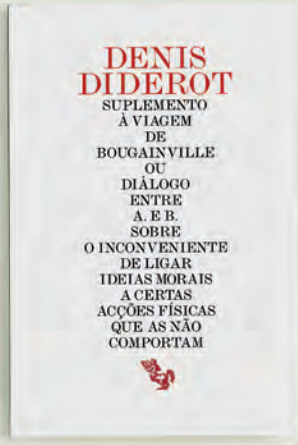 DENIS
DIDEROT
SUPLEMENTO
À VIAGEM
DE
BOUGAINVILLE
OU
DIÁLOGO
ENTRE
A. E B.
SOBRE
O INCONVENIENTE
DE LIGAR
IDEIAS MORAIS
A CERTAS
ACÇÕES FÍSICAS
QUE AS NÃO
COMPORTAM